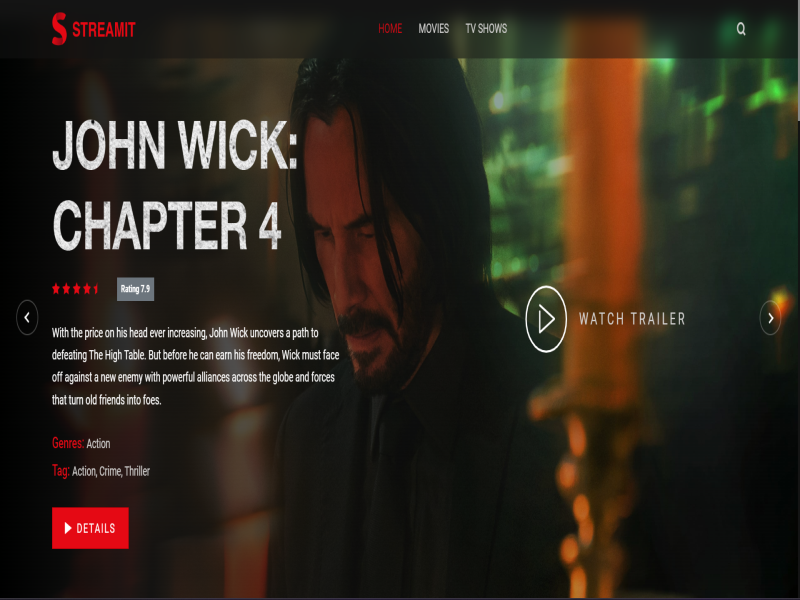 STREAMIT
HOME MOVIES TV SHOWS
JOHN WICK:
CHAPTER 4
Rating 7.9
With the price on his head ever increasing, John Wick uncovers a path to
defeating The High Table. But before he can earn his freedom, Wick must face
off against a new enemy with powerful alliances across the globe and forces
that turn old friends into foes.
Genres: Action
Tag: Action, Crime, Thriller
DETAILS
WATCH TRAILER